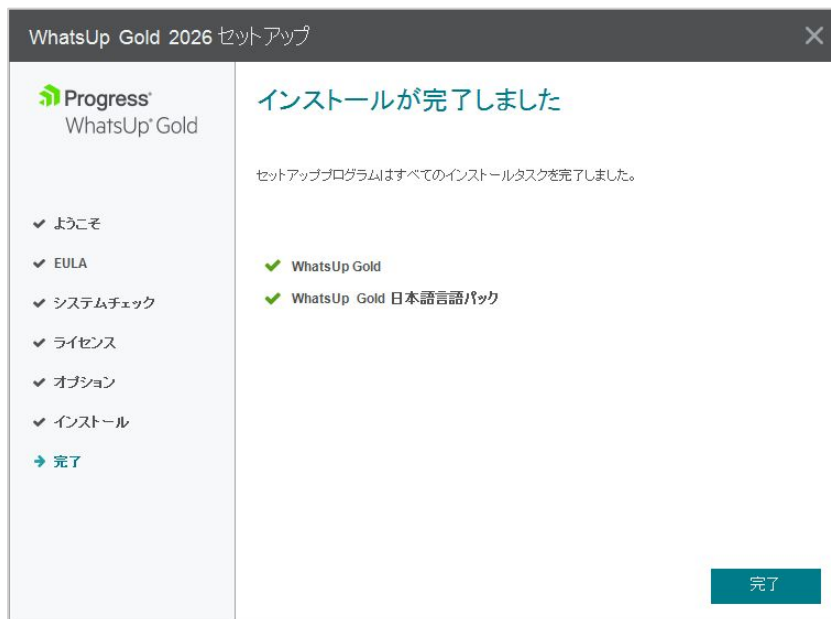 WhatsUp Gold 2026 セットアップ
Progress®
WhatsUp® Gold
ようこそ
EULA
システムチェック
ライセンス
オプション
インストール
完了
インストールが完了しました
セットアッププログラムはすべてのインストールタスクを完了しました。
WhatsUp Gold
WhatsUp Gold 日本語言語パック
完了